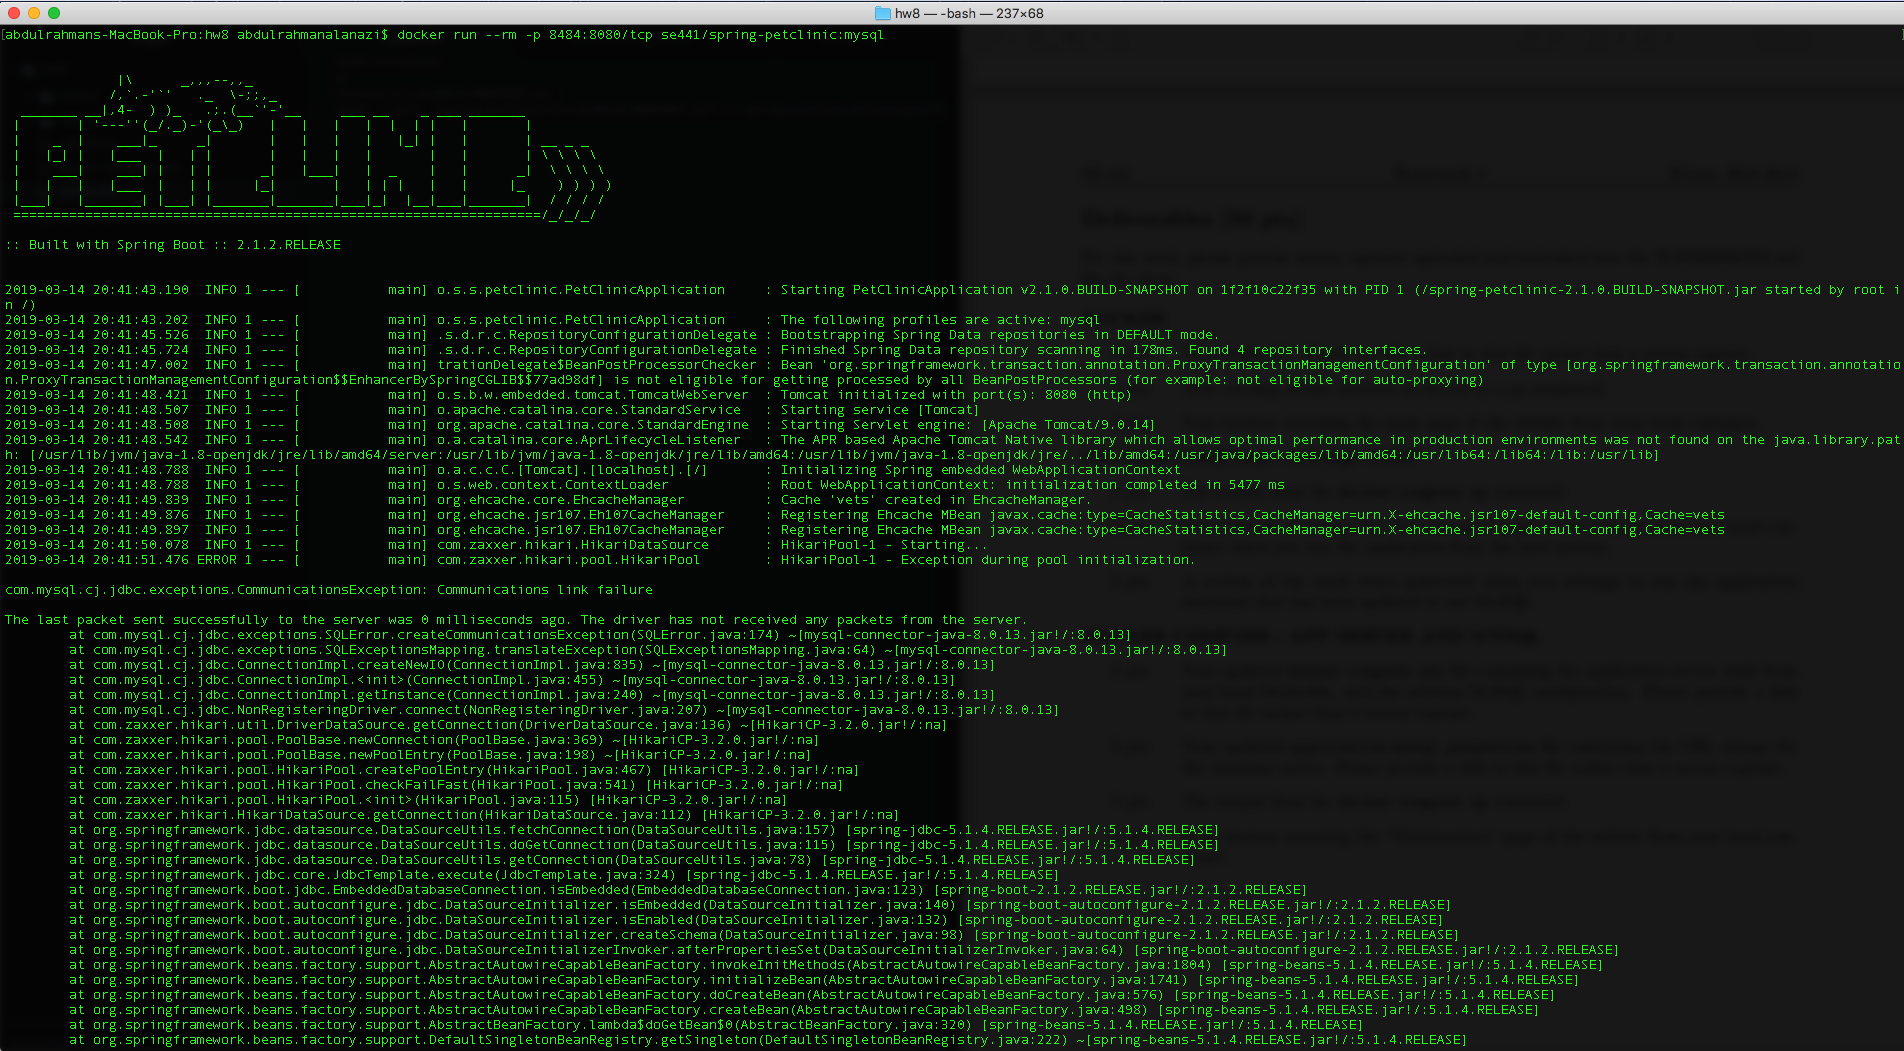 hw8 — -bash — 237×68
[abdulrahmans-MacBook-Pro:hw8 abdulrahmanalanazi$ docker run --rm -p 8484:8080/tcp se441/spring-petclinic:mysql
PETCLINIC
:: Built with Spring Boot :: 2.1.2.RELEASE
2019-03-14 20:41:43.190  INFO 1 --- [           main] o.s.s.petclinic.PetClinicApplication     : Starting PetClinicApplication v2.1.0.BUILD-SNAPSHOT on 1f2f10c22f35 with PID 1 (/spring-petclinic-2.1.0.BUILD-SNAPSHOT.jar started by root i
n /)
2019-03-14 20:41:43.202  INFO 1 --- [           main] o.s.s.petclinic.PetClinicApplication     : The following profiles are active: mysql
2019-03-14 20:41:45.526  INFO 1 --- [           main] .s.d.r.c.RepositoryConfigurationDelegate : Bootstrapping Spring Data repositories in DEFAULT mode.
2019-03-14 20:41:45.724  INFO 1 --- [           main] .s.d.r.c.RepositoryConfigurationDelegate : Finished Spring Data repository scanning in 178ms. Found 4 repository interfaces.
2019-03-14 20:41:47.002  INFO 1 --- [           main] trationDelegate$BeanPostProcessorChecker : Bean 'org.springframework.transaction.annotation.ProxyTransactionManagementConfiguration' of type [org.springframework.transaction.annotatio
n.ProxyTransactionManagementConfiguration$$EnhancerBySpringCGLIB$$77ad98df] is not eligible for getting processed by all BeanPostProcessors (for example: not eligible for auto-proxying)
2019-03-14 20:41:48.421  INFO 1 --- [           main] o.s.b.w.embedded.tomcat.TomcatWebServer  : Tomcat initialized with port(s): 8080 (http)
2019-03-14 20:41:48.507  INFO 1 --- [           main] o.apache.catalina.core.StandardService   : Starting service [Tomcat]
2019-03-14 20:41:48.508  INFO 1 --- [           main] org.apache.catalina.core.StandardEngine  : Starting Servlet engine: [Apache Tomcat/9.0.14]
2019-03-14 20:41:48.542  INFO 1 --- [           main] o.a.catalina.core.AprLifecycleListener   : The APR based Apache Tomcat Native library which allows optimal performance in production environments was not found on the java.library.pat
h: [/usr/lib/jvm/java-1.8-openjdk/jre/lib/amd64/server:/usr/lib/jvm/java-1.8-openjdk/jre/lib/amd64:/usr/lib/jvm/java-1.8-openjdk/jre/../lib/amd64:/usr/java/packages/lib/amd64:/usr/lib64:/lib64:/lib:/usr/lib]
2019-03-14 20:41:48.788  INFO 1 --- [           main] o.a.c.c.C.[Tomcat].[localhost].[/]       : Initializing Spring embedded WebApplicationContext
2019-03-14 20:41:48.788  INFO 1 --- [           main] o.s.web.context.ContextLoader            : Root WebApplicationContext: initialization completed in 5477 ms
2019-03-14 20:41:49.839  INFO 1 --- [           main] org.ehcache.core.EhcacheManager          : Cache 'vets' created in EhcacheManager.
2019-03-14 20:41:49.876  INFO 1 --- [           main] org.ehcache.jsr107.Eh107CacheManager     : Registering Ehcache MBean javax.cache:type=CacheStatistics,CacheManager=urn.X-ehcache.jsr107-default-config,Cache=vets
2019-03-14 20:41:49.897  INFO 1 --- [           main] org.ehcache.jsr107.Eh107CacheManager     : Registering Ehcache MBean javax.cache:type=CacheStatistics,CacheManager=urn.X-ehcache.jsr107-default-config,Cache=vets
2019-03-14 20:41:50.078  INFO 1 --- [           main] com.zaxxer.hikari.HikariDataSource       : HikariPool-1 - Starting...
2019-03-14 20:41:51.476 ERROR 1 --- [           main] com.zaxxer.hikari.pool.HikariPool        : HikariPool-1 - Exception during pool initialization.
com.mysql.cj.jdbc.exceptions.CommunicationsException: Communications link failure
The last packet sent successfully to the server was 0 milliseconds ago. The driver has not received any packets from the server.
at com.mysql.cj.jdbc.exceptions.SQLError.createCommunicationsException(SQLError.java:174) ~[mysql-connector-java-8.0.13.jar!/:8.0.13]
at com.mysql.cj.jdbc.exceptions.SQLExceptionsMapping.translateException(SQLExceptionsMapping.java:64) ~[mysql-connector-java-8.0.13.jar!/:8.0.13]
at com.mysql.cj.jdbc.ConnectionImpl.createNewIO(ConnectionImpl.java:835) ~[mysql-connector-java-8.0.13.jar!/:8.0.13]
at com.mysql.cj.jdbc.ConnectionImpl.<init>(ConnectionImpl.java:455) ~[mysql-connector-java-8.0.13.jar!/:8.0.13]
at com.mysql.cj.jdbc.ConnectionImpl.getInstance(ConnectionImpl.java:240) ~[mysql-connector-java-8.0.13.jar!/:8.0.13]
at com.mysql.cj.jdbc.NonRegisteringDriver.connect(NonRegisteringDriver.java:207) ~[mysql-connector-java-8.0.13.jar!/:8.0.13]
at com.zaxxer.hikari.util.DriverDataSource.getConnection(DriverDataSource.java:136) ~[HikariCP-3.2.0.jar!/:na]
at com.zaxxer.hikari.pool.PoolBase.newConnection(PoolBase.java:369) ~[HikariCP-3.2.0.jar!/:na]
at com.zaxxer.hikari.pool.PoolBase.newPoolEntry(PoolBase.java:198) ~[HikariCP-3.2.0.jar!/:na]
at com.zaxxer.hikari.pool.HikariPool.createPoolEntry(HikariPool.java:467) [HikariCP-3.2.0.jar!/:na]
at com.zaxxer.hikari.pool.HikariPool.checkFailFast(HikariPool.java:541) [HikariCP-3.2.0.jar!/:na]
at com.zaxxer.hikari.pool.HikariPool.<init>(HikariPool.java:115) [HikariCP-3.2.0.jar!/:na]
at com.zaxxer.hikari.HikariDataSource.getConnection(HikariDataSource.java:112) [HikariCP-3.2.0.jar!/:na]
at org.springframework.jdbc.datasource.DataSourceUtils.fetchConnection(DataSourceUtils.java:157) [spring-jdbc-5.1.4.RELEASE.jar!/:5.1.4.RELEASE]
at org.springframework.jdbc.datasource.DataSourceUtils.doGetConnection(DataSourceUtils.java:115) [spring-jdbc-5.1.4.RELEASE.jar!/:5.1.4.RELEASE]
at org.springframework.jdbc.datasource.DataSourceUtils.getConnection(DataSourceUtils.java:78) [spring-jdbc-5.1.4.RELEASE.jar!/:5.1.4.RELEASE]
at org.springframework.jdbc.core.JdbcTemplate.execute(JdbcTemplate.java:324) [spring-jdbc-5.1.4.RELEASE.jar!/:5.1.4.RELEASE]
at org.springframework.boot.jdbc.EmbeddedDatabaseConnection.isEmbedded(EmbeddedDatabaseConnection.java:123) [spring-boot-2.1.2.RELEASE.jar!/:2.1.2.RELEASE]
at org.springframework.boot.autoconfigure.jdbc.DataSourceInitializer.isEmbedded(DataSourceInitializer.java:140) [spring-boot-autoconfigure-2.1.2.RELEASE.jar!/:2.1.2.RELEASE]
at org.springframework.boot.autoconfigure.jdbc.DataSourceInitializer.isEnabled(DataSourceInitializer.java:132) [spring-boot-autoconfigure-2.1.2.RELEASE.jar!/:2.1.2.RELEASE]
at org.springframework.boot.autoconfigure.jdbc.DataSourceInitializer.createSchema(DataSourceInitializer.java:98) [spring-boot-autoconfigure-2.1.2.RELEASE.jar!/:2.1.2.RELEASE]
at org.springframework.boot.autoconfigure.jdbc.DataSourceInitializerInvoker.afterPropertiesSet(DataSourceInitializerInvoker.java:64) [spring-boot-autoconfigure-2.1.2.RELEASE.jar!/:2.1.2.RELEASE]
at org.springframework.beans.factory.support.AbstractAutowireCapableBeanFactory.invokeInitMethods(AbstractAutowireCapableBeanFactory.java:1804) [spring-beans-5.1.4.RELEASE.jar!/:5.1.4.RELEASE]
at org.springframework.beans.factory.support.AbstractAutowireCapableBeanFactory.initializeBean(AbstractAutowireCapableBeanFactory.java:1741) [spring-beans-5.1.4.RELEASE.jar!/:5.1.4.RELEASE]
at org.springframework.beans.factory.support.AbstractAutowireCapableBeanFactory.doCreateBean(AbstractAutowireCapableBeanFactory.java:576) [spring-beans-5.1.4.RELEASE.jar!/:5.1.4.RELEASE]
at org.springframework.beans.factory.support.AbstractAutowireCapableBeanFactory.createBean(AbstractAutowireCapableBeanFactory.java:498) [spring-beans-5.1.4.RELEASE.jar!/:5.1.4.RELEASE]
at org.springframework.beans.factory.support.AbstractBeanFactory.lambda$doGetBean$0(AbstractBeanFactory.java:320) [spring-beans-5.1.4.RELEASE.jar!/:5.1.4.RELEASE]
at org.springframework.beans.factory.support.DefaultSingletonBeanRegistry.getSingleton(DefaultSingletonBeanRegistry.java:222) ~[spring-beans-5.1.4.RELEASE.jar!/:5.1.4.RELEASE]